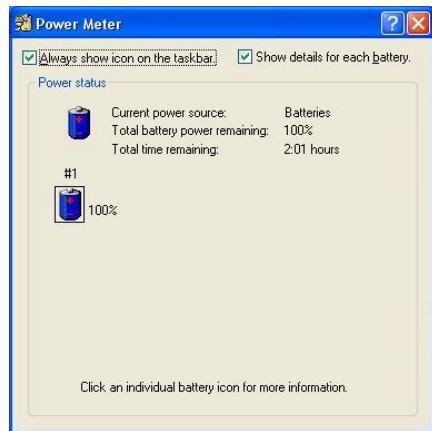 Power Meter
Always show icon on the taskbar.
Show details for each battery.
Power status
Current power source: Batteries
Total battery power remaining: 100%
Total time remaining: 2:01 hours
#1
100%
Click an individual battery icon for more information.